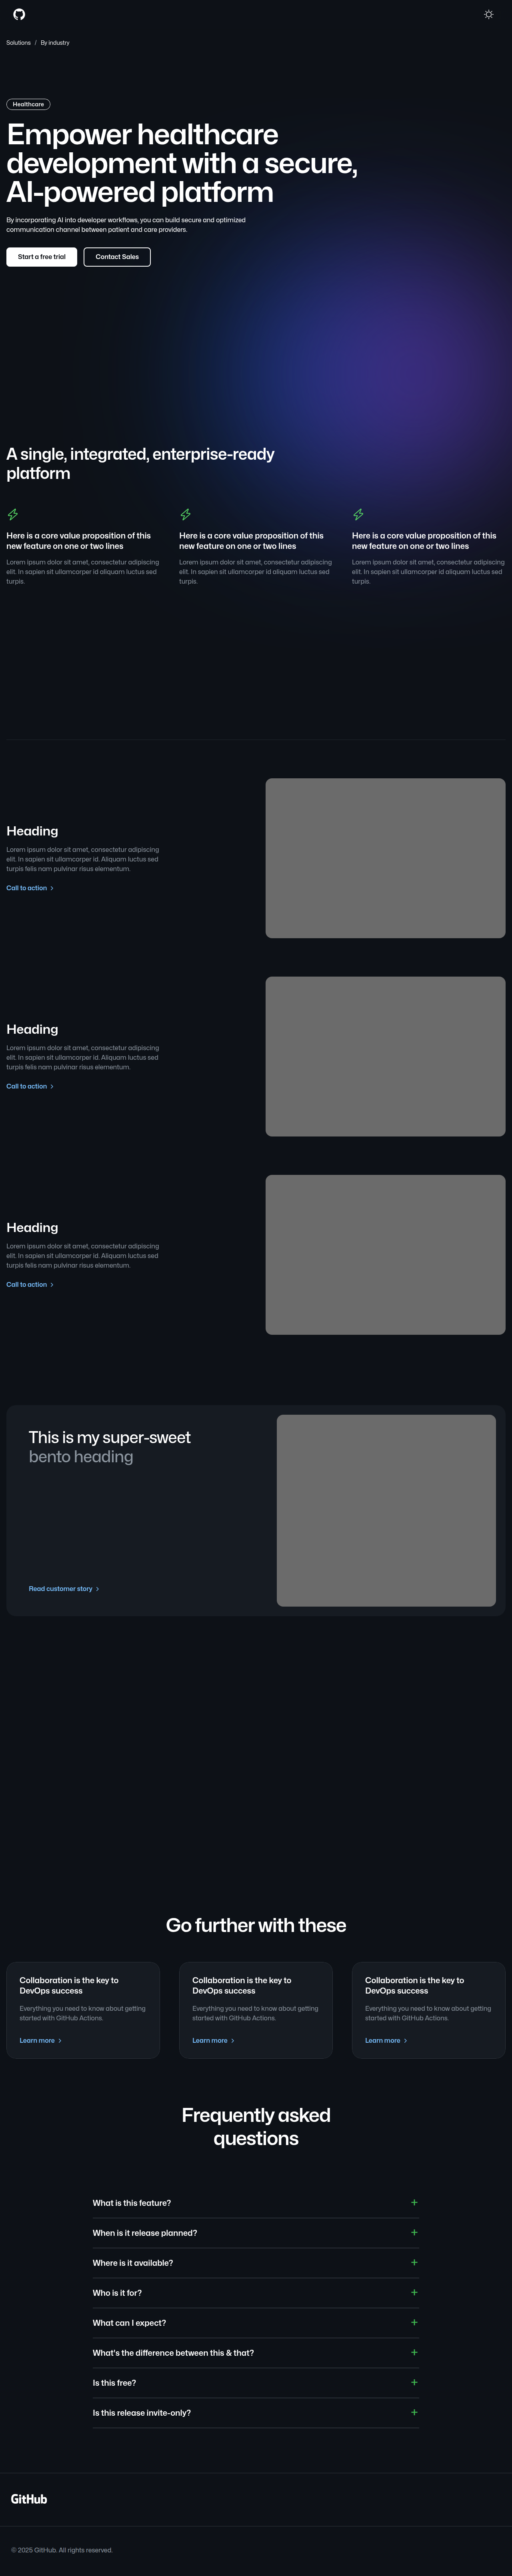 Solutions / By industry
Healthcare
Empower healthcare
development with a secure,
AI-powered platform
By incorporating AI into developer workflows, you can build secure and optimized
communication channel between patient and care providers.
Start a free trial
Contact Sales
A single, integrated, enterprise-ready
platform
Here is a core value proposition of this
new feature on one or two lines
Lorem ipsum dolor sit amet, consectetur adipiscing
elit. In sapien sit ullamcorper id aliquam luctus sed
turpis.
Here is a core value proposition of this
new feature on one or two lines
Lorem ipsum dolor sit amet, consectetur adipiscing
elit. In sapien sit ullamcorper id aliquam luctus sed
turpis.
Here is a core value proposition of this
new feature on one or two lines
Lorem ipsum dolor sit amet, consectetur adipiscing
elit. In sapien sit ullamcorper id aliquam luctus sed
turpis.
Heading
Lorem ipsum dolor sit amet, consectetur adipiscing
elit. In sapien sit ullamcorper id. Aliquam luctus sed
turpis felis nam pulvinar risus elementum.
Call to action
Heading
Lorem ipsum dolor sit amet, consectetur adipiscing
elit. In sapien sit ullamcorper id. Aliquam luctus sed
turpis felis nam pulvinar risus elementum.
Call to action
Heading
Lorem ipsum dolor sit amet, consectetur adipiscing
elit. In sapien sit ullamcorper id. Aliquam luctus sed
turpis felis nam pulvinar risus elementum.
Call to action
This is my super-sweet
bento heading
Read customer story
Go further with these
Collaboration is the key to
DevOps success
Everything you need to know about getting
started with GitHub Actions.
Learn more
Collaboration is the key to
DevOps success
Everything you need to know about getting
started with GitHub Actions.
Learn more
Collaboration is the key to
DevOps success
Everything you need to know about getting
started with GitHub Actions.
Learn more
Frequently asked
questions
What is this feature?
When is it release planned?
Where is it available?
Who is it for?
What can I expect?
What's the difference between this & that?
Is this free?
Is this release invite-only?
GitHub
© 2025 GitHub. All rights reserved.